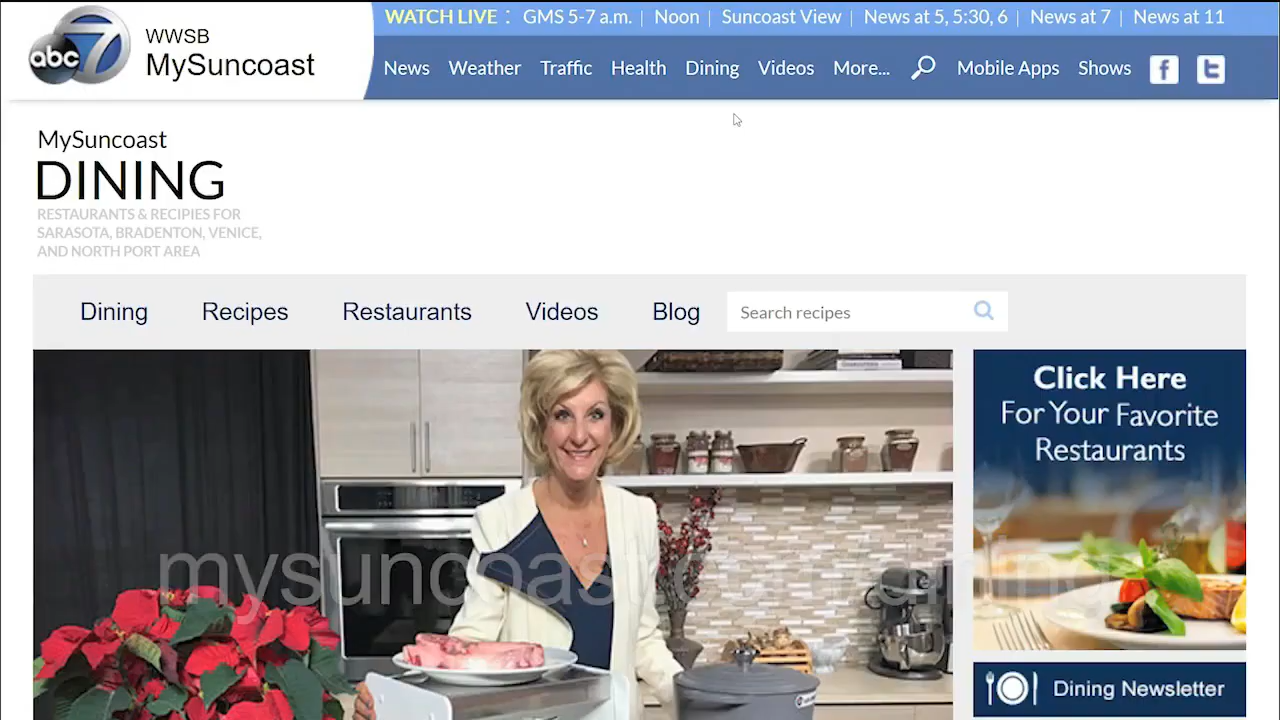 WATCH LIVE : GMS 5-7 a.m. | Noon | Suncoast View | News at 5, 5:30, 6 | News at 7 | News at 11
abc 7
WWSB
MySuncoast
News Weather Traffic Health Dining Videos More... Mobile Apps Shows f t
MySuncoast
DINING
RESTAURANTS & RECIPIES FOR
SARASOTA, BRADENTON, VENICE,
AND NORTH PORT AREA
Dining Recipes Restaurants Videos Blog Search recipes
Click Here
For Your Favorite
Restaurants
mysuncoast.com/dining
Dining Newsletter